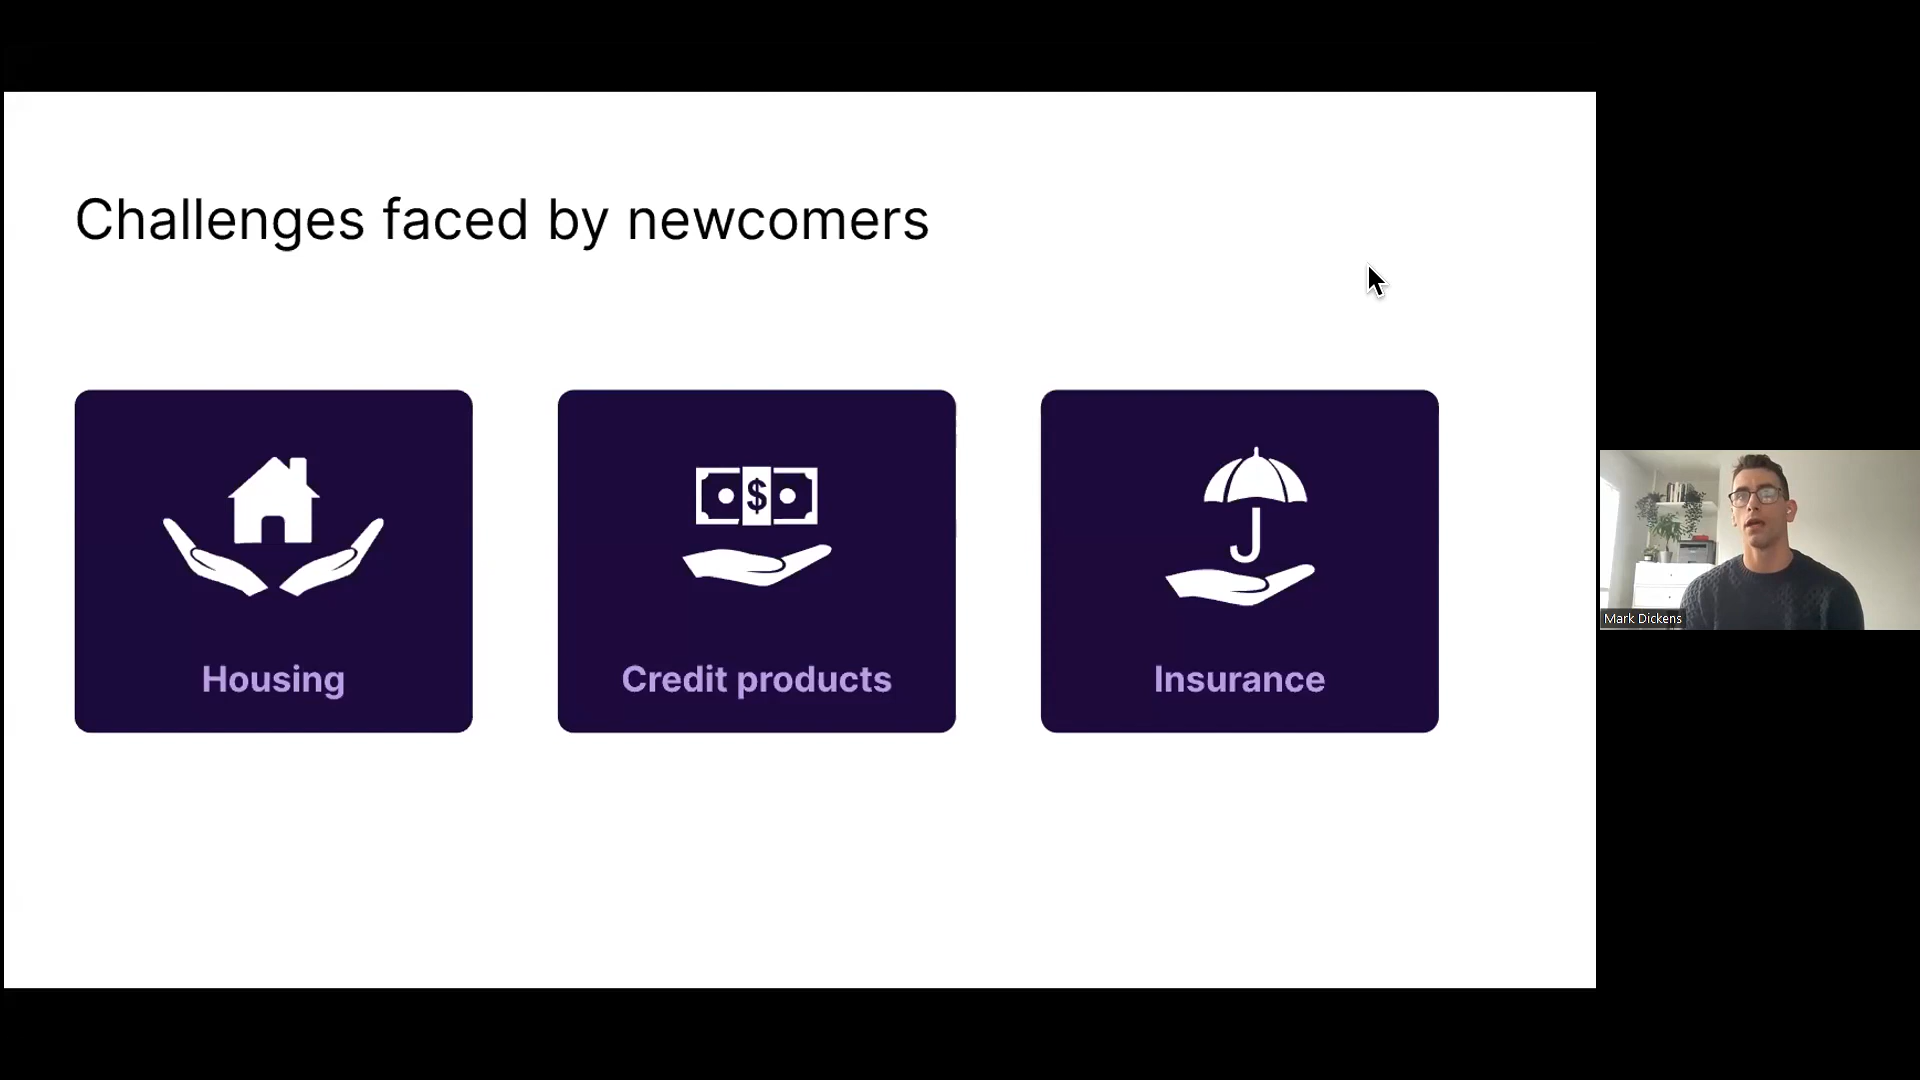 Challenges faced by newcomers
$
Housing
Credit products
Insurance
Mark Dickens